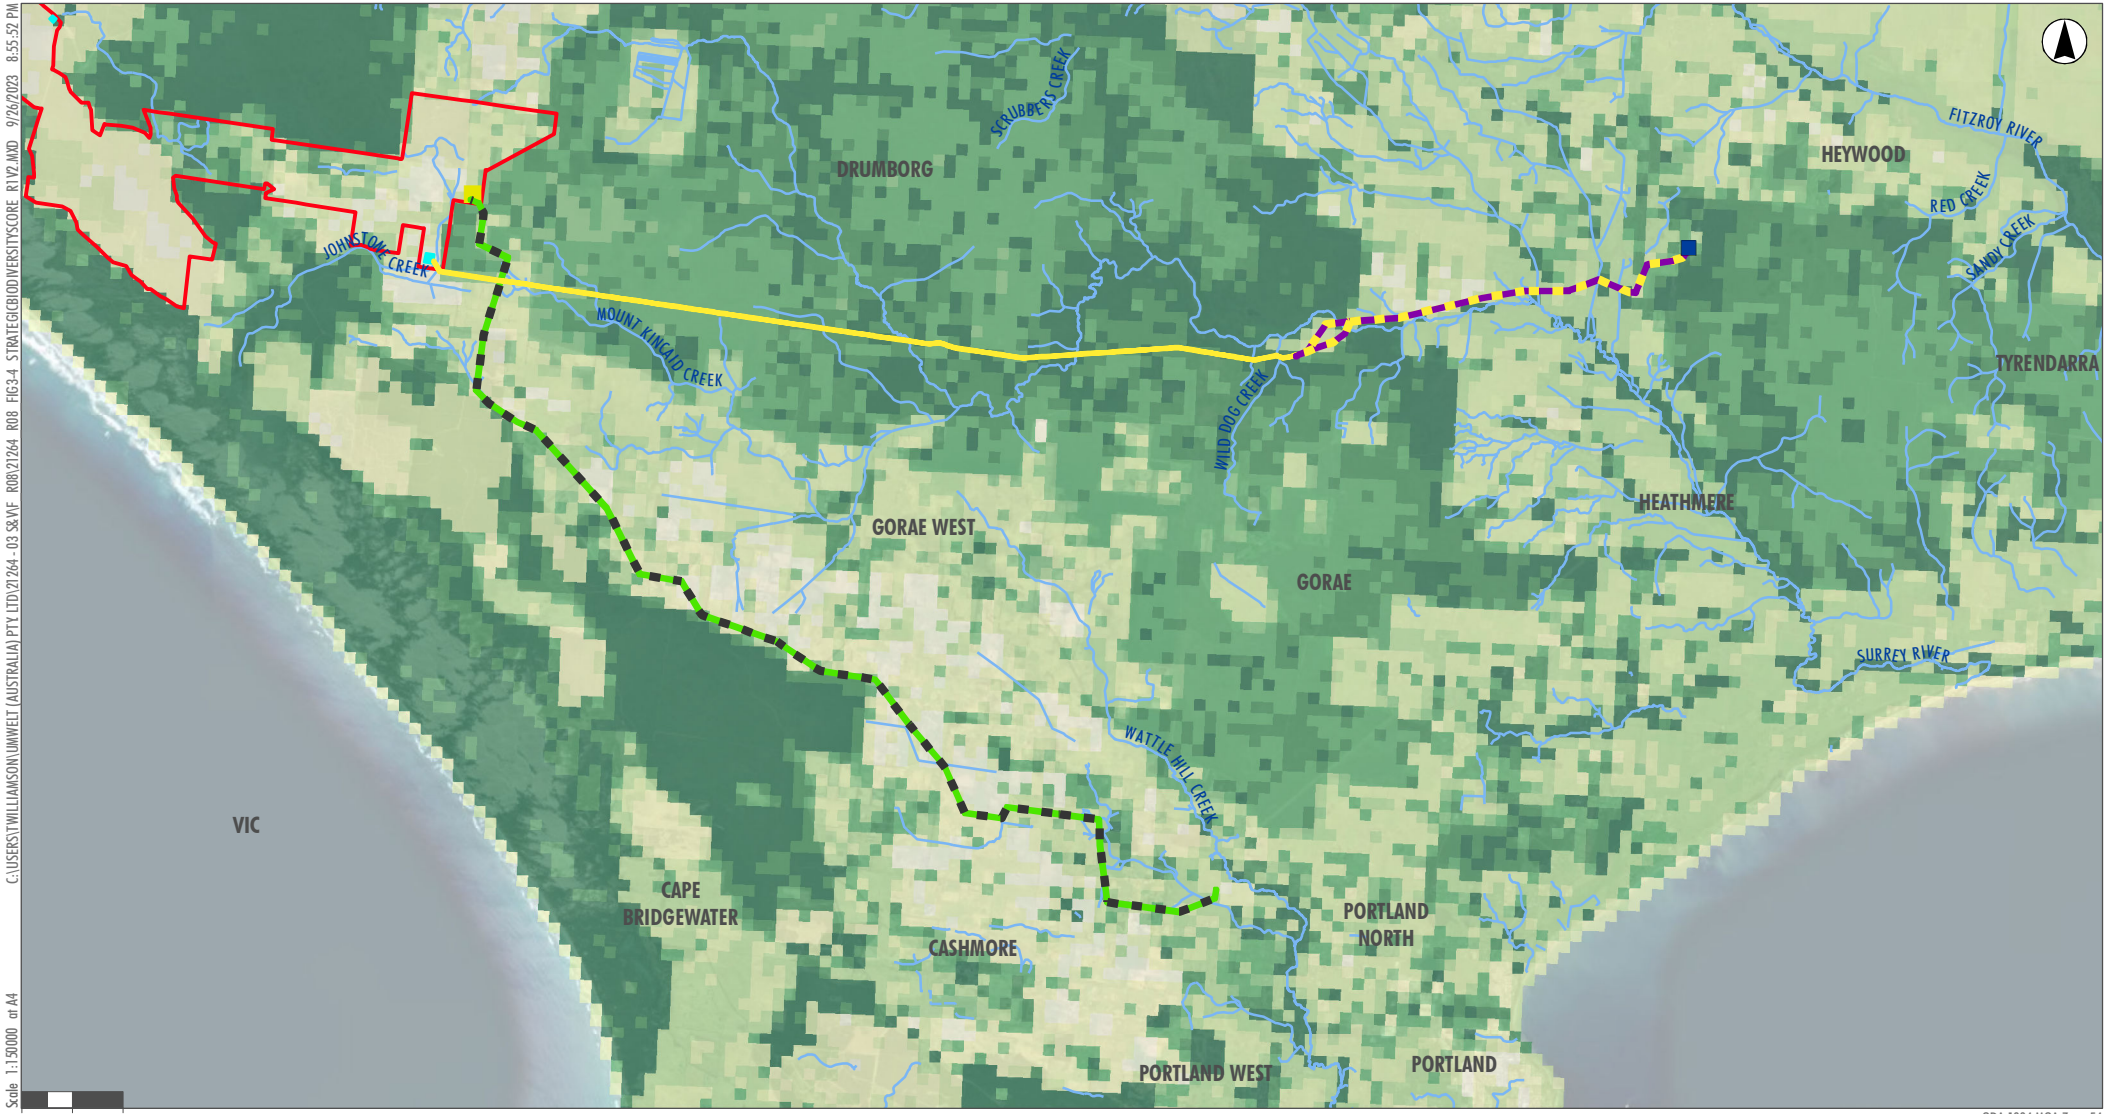 C:\USERS\TWILLIAMSON\UMWELT (AUSTRALIA) PTY. LTD\21264 - 03 S&WF R08\21264 R08 FIG3-4 STRATEGICBIODIVERSITYSCORE R1V2.MXD 9/26/2023 8:55:52 PM
Scale 1:150000 at A4
SCRUBBERS CREEK
FITZROY RIVER
DRUMBORG
HEYWOOD
RED CREEK
SANDY CREEK
JOHNSTONE CREEK
MOUNT KINCAID CREEK
TYRENDARRA
WILD DOG CREEK
HEATHMERE
GORAE WEST
GORAE
SURREY RIVER
WATTLE HILL CREEK
VIC
CAPE
BRIDGEWATER
PORTLAND
NORTH
CASHMORE
PORTLAND WEST
PORTLAND